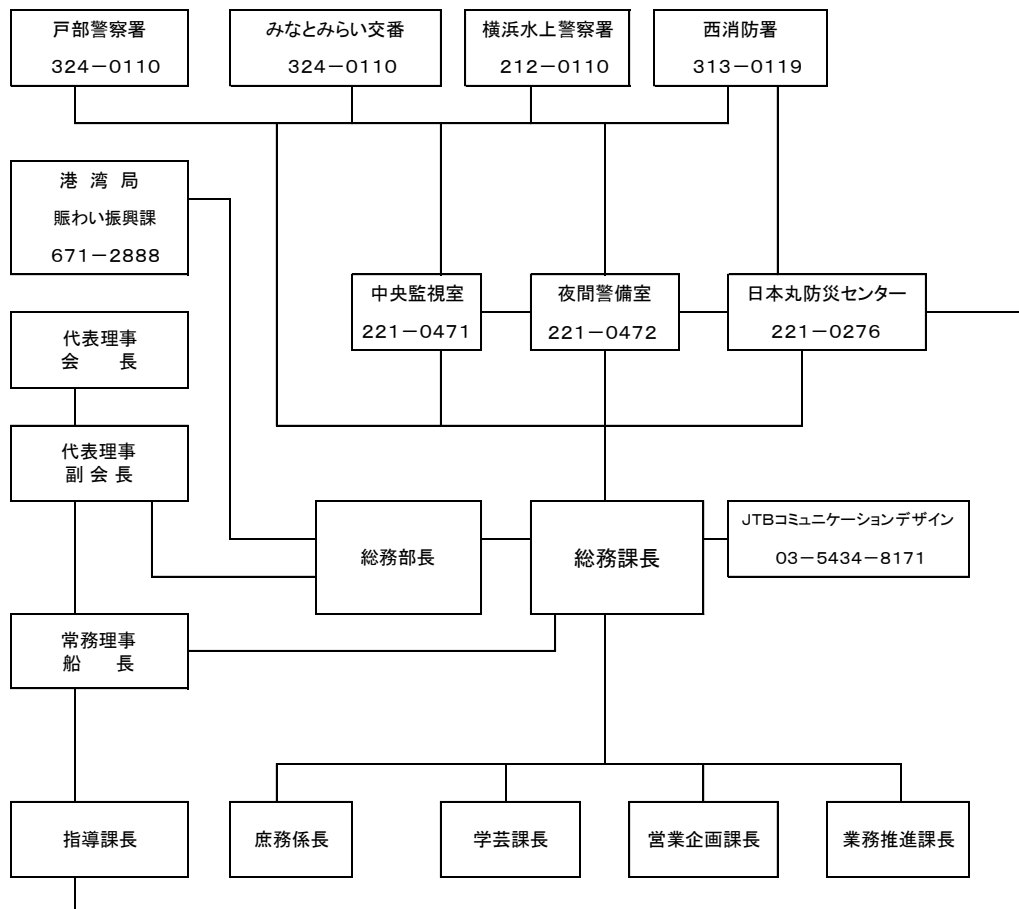 戸部警察署
324－0110
みなとみらい交番
324－0110
横浜水上警察署
212－0110
西消防署
313－0119
港 湾 局
賑わい振興課
671－2888
中央監視室
221－0471
夜間警備室
221－0472
日本丸防災センター
221－0276
代表理事
会　　長
代表理事
副 会 長
総務部長
総務課長
JTBコミュニケーションデザイン
03－5434－8171
常務理事
船　　長
指導課長
庶務係長
学芸課長
営業企画課長
業務推進課長